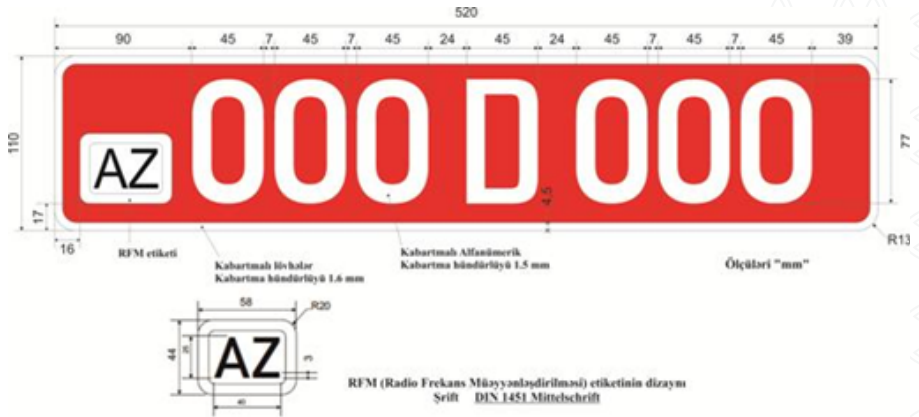 520
90 45 7 45 7 45 24 45 24 45 7 45 7 45 39
110
AZ 000 D 000
77
4,5
17
16
R13
RFM etiketi
Kabartmalı lövhələr
Kabartma hündürlüyü 1.6 mm
Kabartmalı Alfanümerik
Kabartma hündürlüyü 1.5 mm
Ölçüləri "mm"
58
R20
44
AZ
3
40
RFM (Radio Frekans Müəyyənləşdirilməsi) etiketinin dizaynı
Şrift DIN 1451 Mittelschrift